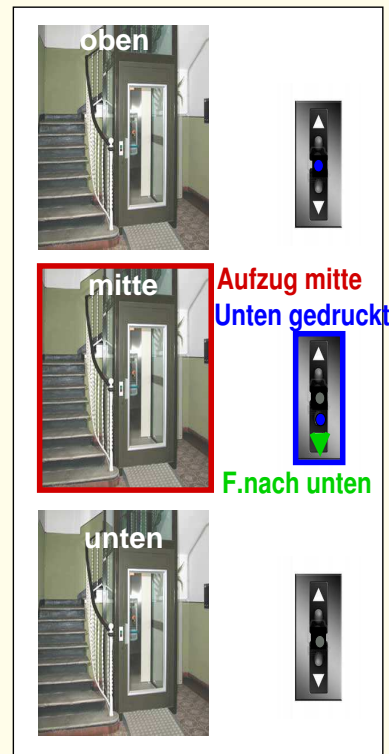 oben
mitte
Aufzug mitte
Unten gedruckt
F.nach unten
unten